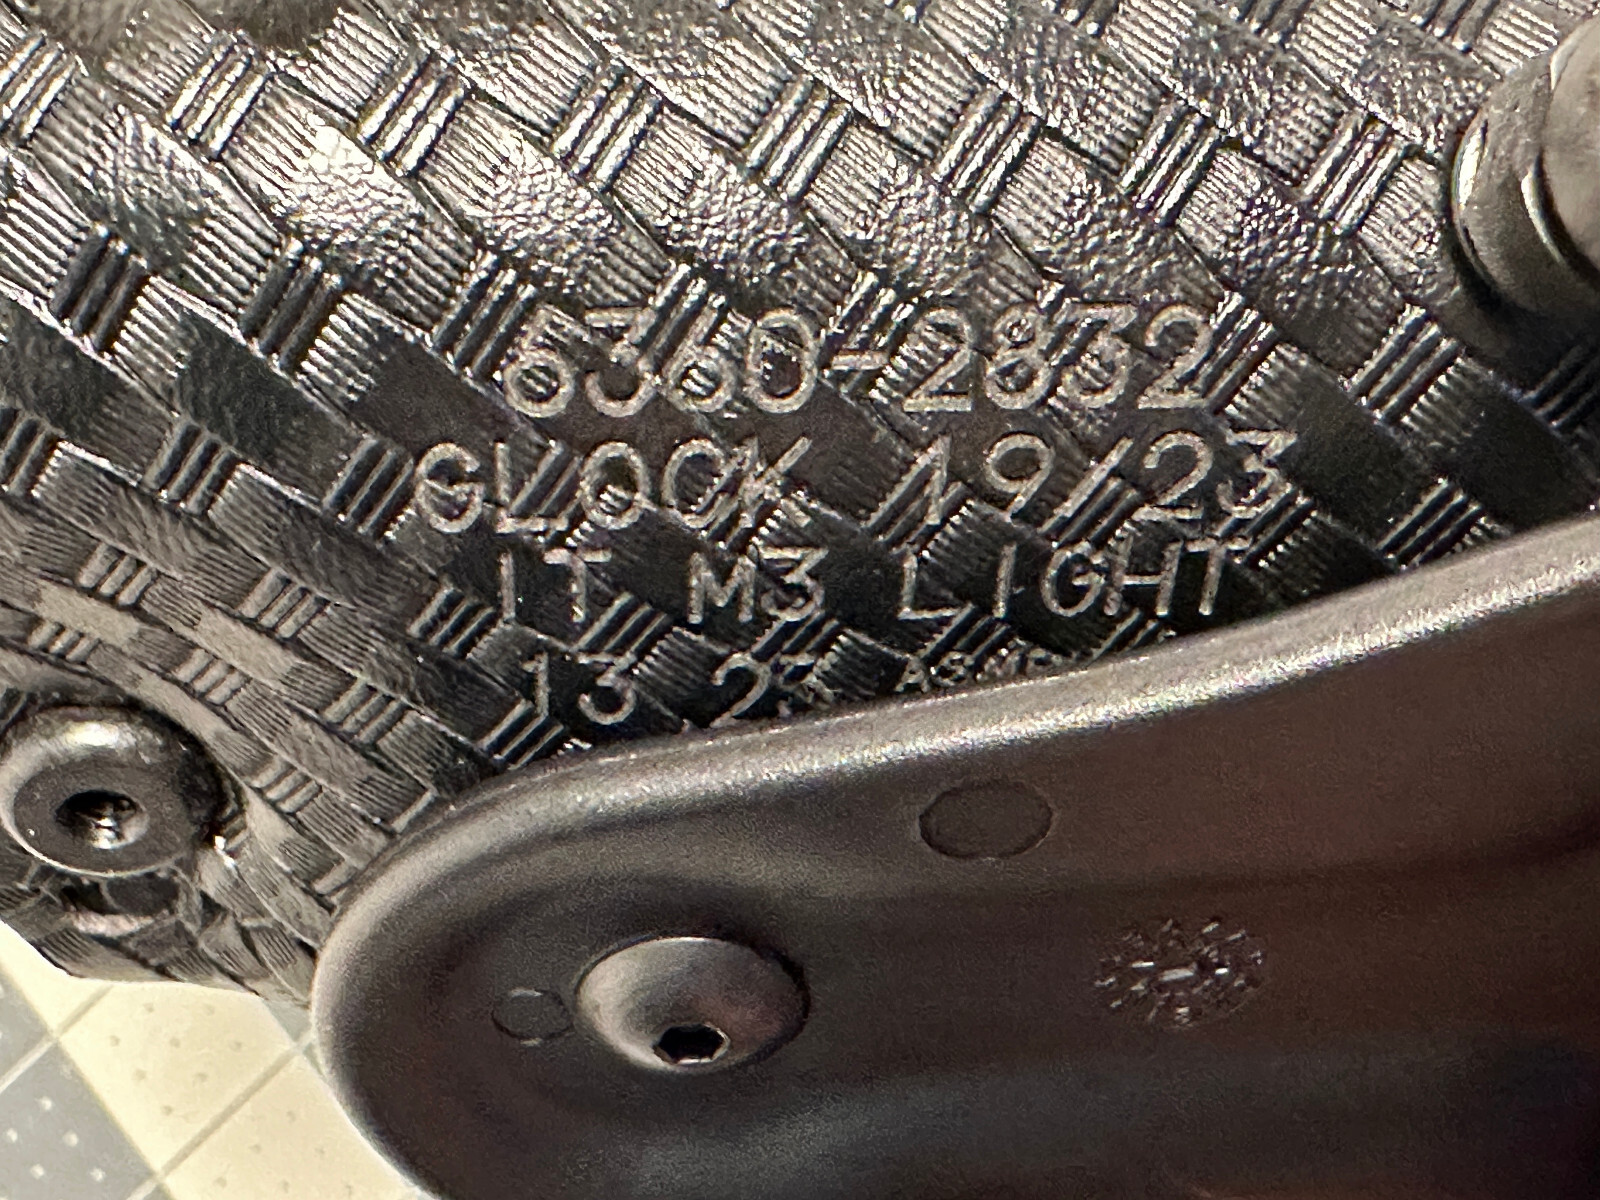 6360-2832
GLOCK 19/23
IT M3 LIGHT
13 23